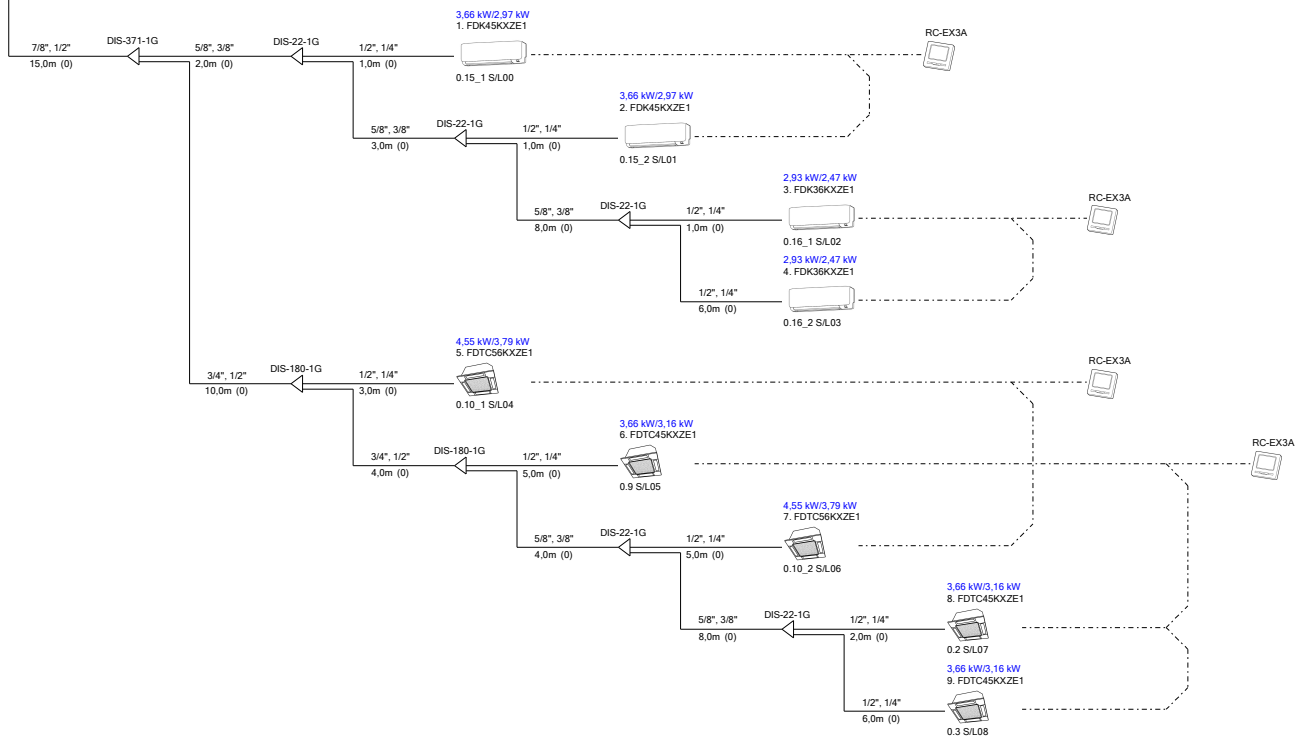 3,66 kW/2,97 kW
1. FDK45KXZE1
RC-EX3A
7/8", 1/2"
DIS-371-1G
5/8", 3/8"
DIS-22-1G
1/2", 1/4"
15,0m (0)
2,0m (0)
1,0m (0)
0.15_1 S/L00
3,66 kW/2,97 kW
2. FDK45KXZE1
5/8", 3/8"
DIS-22-1G
1/2", 1/4"
3,0m (0)
1,0m (0)
0.15_2 S/L01
2,93 kW/2,47 kW
3. FDK36KXZE1
RC-EX3A
5/8", 3/8"
DIS-22-1G
1/2", 1/4"
8,0m (0)
1,0m (0)
0.16_1 S/L02
2,93 kW/2,47 kW
4. FDK36KXZE1
1/2", 1/4"
6,0m (0)
0.16_2 S/L03
4,55 kW/3,79 kW
5. FDTC56KXZE1
RC-EX3A
3/4", 1/2"
DIS-180-1G
1/2", 1/4"
10,0m (0)
3,0m (0)
0.10_1 S/L04
3,66 kW/3,16 kW
6. FDTC45KXZE1
RC-EX3A
3/4", 1/2"
DIS-180-1G
1/2", 1/4"
4,0m (0)
5,0m (0)
0.9 S/L05
4,55 kW/3,79 kW
7. FDTC56KXZE1
5/8", 3/8"
DIS-22-1G
1/2", 1/4"
4,0m (0)
5,0m (0)
0.10_2 S/L06
3,66 kW/3,16 kW
8. FDTC45KXZE1
5/8", 3/8"
DIS-22-1G
1/2", 1/4"
8,0m (0)
2,0m (0)
0.2 S/L07
3,66 kW/3,16 kW
9. FDTC45KXZE1
1/2", 1/4"
6,0m (0)
0.3 S/L08